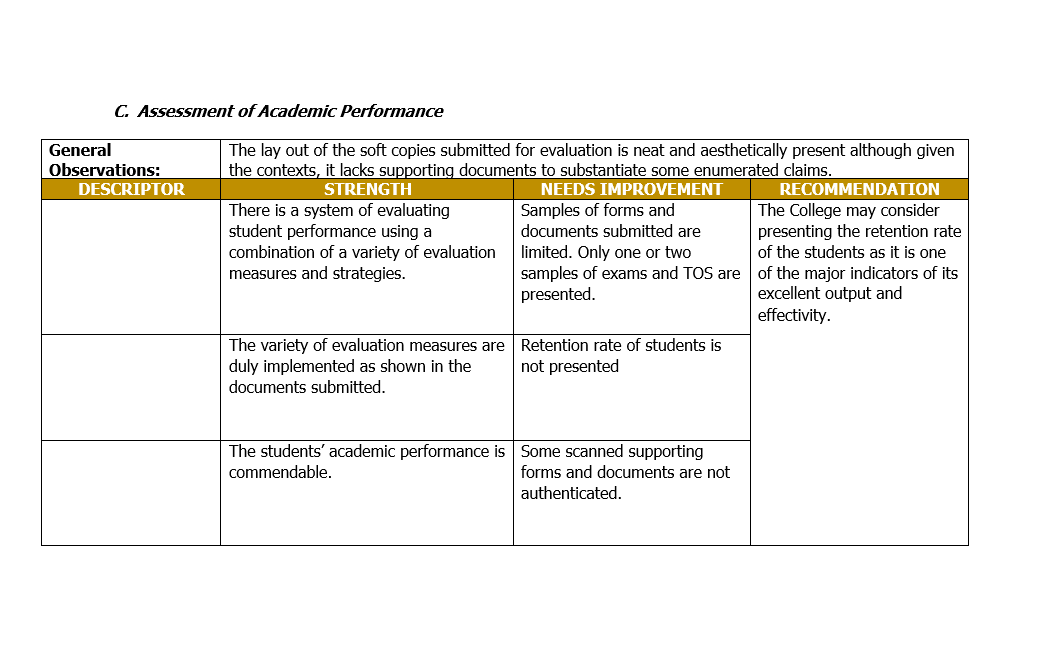 C. Assessment of Academic Performance
General
Observations:
The lay out of the soft copies submitted for evaluation is neat and aesthetically present although given
the contexts, it lacks supporting documents to substantiate some enumerated claims.
DESCRIPTOR
STRENGTH
NEEDS IMPROVEMENT
RECOMMENDATION
There is a system of evaluating
student performance using a
combination of a variety of evaluation
measures and strategies.
Samples of forms and
documents submitted are
limited. Only one or two
samples of exams and TOS are
presented.
The College may consider
presenting the retention rate
of the students as it is one
of the major indicators of its
excellent output and
effectivity.
The variety of evaluation measures are
duly implemented as shown in the
documents submitted.
Retention rate of students is
not presented
The students’ academic performance is
commendable.
Some scanned supporting
forms and documents are not
authenticated.